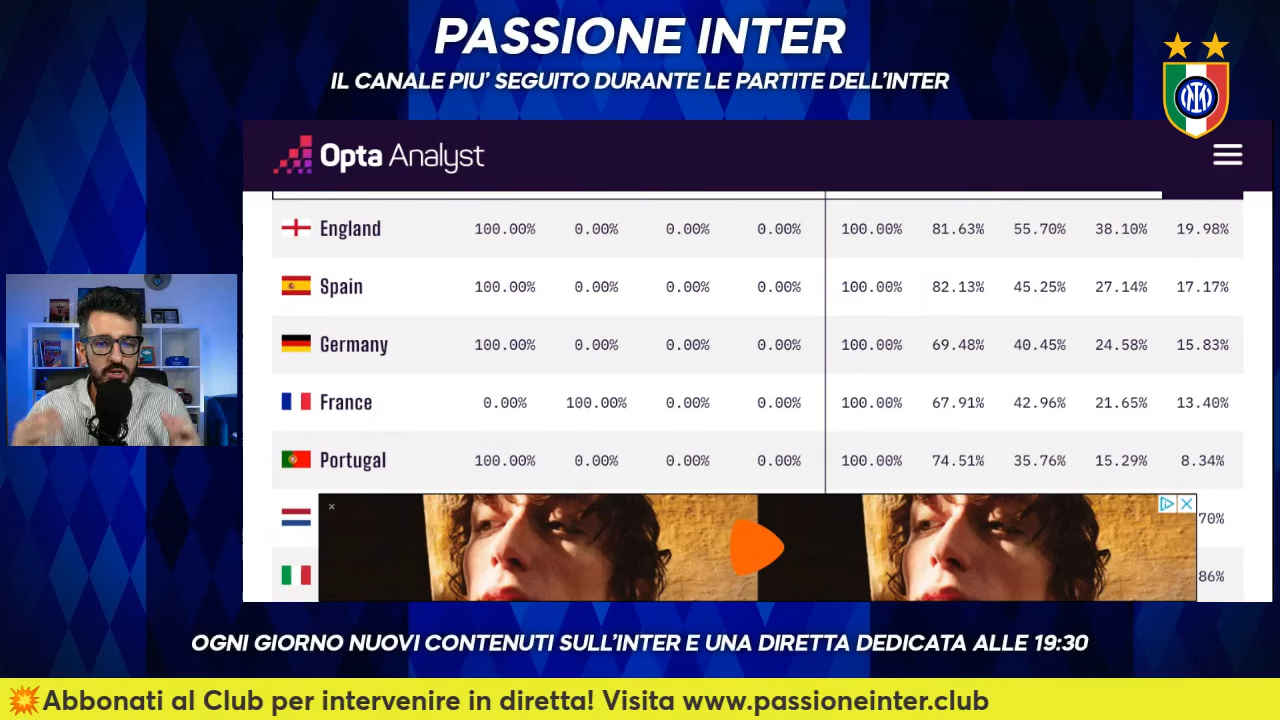 PASSIONE INTER
IL CANALE PIU' SEGUITO DURANTE LE PARTITE DELL'INTER
Opta Analyst
England 100.00% 0.00% 0.00% 0.00% 100.00% 81.63% 55.70% 38.10% 19.98%
Spain 100.00% 0.00% 0.00% 0.00% 100.00% 82.13% 45.25% 27.14% 17.17%
Germany 100.00% 0.00% 0.00% 0.00% 100.00% 69.48% 40.45% 24.58% 15.83%
France 0.00% 100.00% 0.00% 0.00% 100.00% 67.91% 42.96% 21.65% 13.40%
Portugal 100.00% 0.00% 0.00% 0.00% 100.00% 74.51% 35.76% 15.29% 8.34%
70%
86%
OGNI GIORNO NUOVI CONTENUTI SULL'INTER E UNA DIRETTA DEDICATA ALLE 19:30
Abbonati al Club per intervenire in diretta! Visita www.passioneinter.club